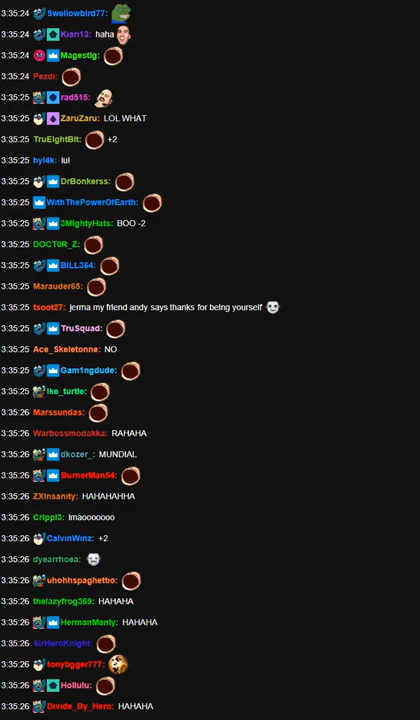 3:35:24 Swellowbird77:
3:35:24 Kiari13: haha
3:35:24 Magestig:
3:35:24 Pezdi:
3:35:25 rad515:
3:35:25 ZaruZaru: LOL WHAT
3:35:25 TruEightBit: +2
3:35:25 hyl4k: lul
3:35:25 DrBonkerss:
3:35:25 WithThePowerOfEarth:
3:35:25 3MightyHats: BOO -2
3:35:25 DOCT0R_Z:
3:35:25 BILL364:
3:35:25 Marauder65:
3:35:25 tsoot27: jerma my friend andy says thanks for being yourself
3:35:25 TruSquad:
3:35:25 Ace_Skeletonne: NO
3:35:25 Gam1ngdude:
3:35:25 Ike_turtle:
3:35:26 Marssundas:
3:35:26 Warbossmodakka: RAHAHA
3:35:26 dkozer_: MUNDIAL
3:35:26 BurnerMan54:
3:35:26 ZXInsanity: HAHAHAHHA
3:35:26 Crippl3: lmaooooooo
3:35:26 CalvinWinz: +2
3:35:26 dyearrhoea:
3:35:26 uhohhspaghettio:
3:35:26 thelazyfrog369: HAHAHA
3:35:26 HermanManly: HAHAHA
3:35:26 SirHeroKnight:
3:35:26 tonytigger777:
3:35:26 Hollulu:
3:35:26 Divide_By_Hero: HAHAHA